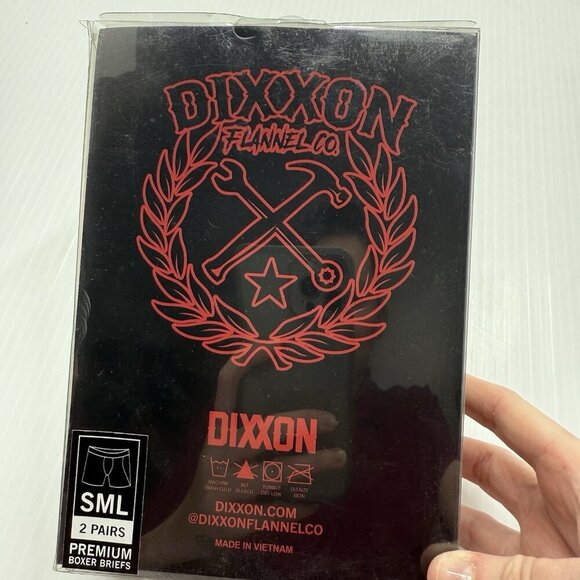 DIXXON
FLANNEL CO.
DIXXON
MACHINE WASH COLD
NO BLEACH
TUMBLE DRY LOW
DO NOT IRON
DIXXON.COM
@DIXXONFLANNELCO
MADE IN VIETNAM
SML
2 PAIRS
PREMIUM
BOXER BRIEFS